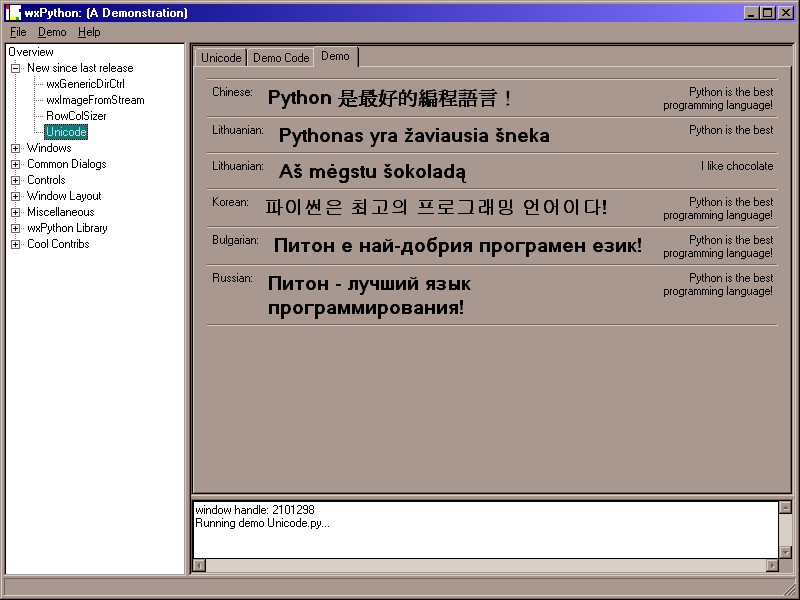 wxPython: (A Demonstration)
File Demo Help
Overview
New since last release
wxGenericDirCtrl
wxImageFromStream
RowColSizer
Unicode
Windows
Common Dialogs
Controls
Window Layout
Miscellaneous
wxPython Library
Cool Contribs
Unicode Demo Code Demo
Chinese: Python 是最好的編程語言！ Python is the best
programming language!
Lithuanian: Pythonas yra žaviausia šneka Python is the best
Lithuanian: Aš mėgstu šokoladą I like chocolate
Korean: 파이썬은 최고의 프로그래밍 언어이다! Python is the best
programming language!
Bulgarian: Питон е най-добрия програмен език! Python is the best
programming language!
Russian: Питон - лучший язык Python is the best
программирования! programming language!
window handle: 2101298
Running demo Unicode.py...